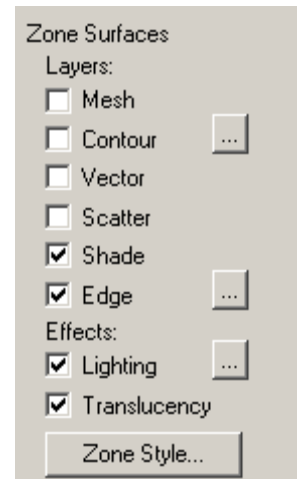 Zone Surfaces
Layers:
Mesh
Contour ...
Vector
Scatter
Shade
Edge ...
Effects:
Lighting ...
Translucency
Zone Style...